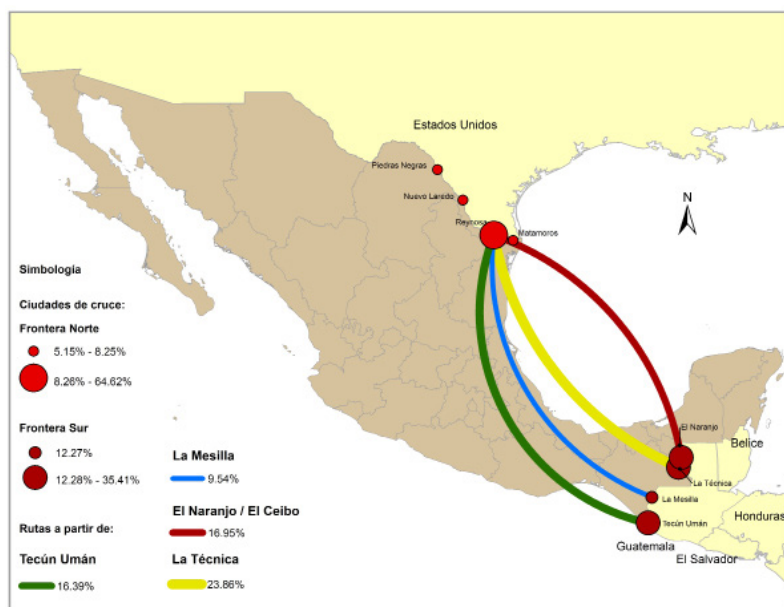 Estados Unidos
Piedras Negras
Nuevo Laredo
Reynosa
Matamoros
N
El Naranjo
Belice
La Técnica
La Mesilla
Tecún Umán
Honduras
Guatemala
El Salvador
Simbología
Ciudades de cruce:
Frontera Norte
5.15% - 8.25%
8.26% - 64.62%
Frontera Sur
12.27%
12.28% - 35.41%
Rutas a partir de:
Tecún Umán
16.39%
La Mesilla
9.54%
El Naranjo / El Ceibo
16.95%
La Técnica
23.86%